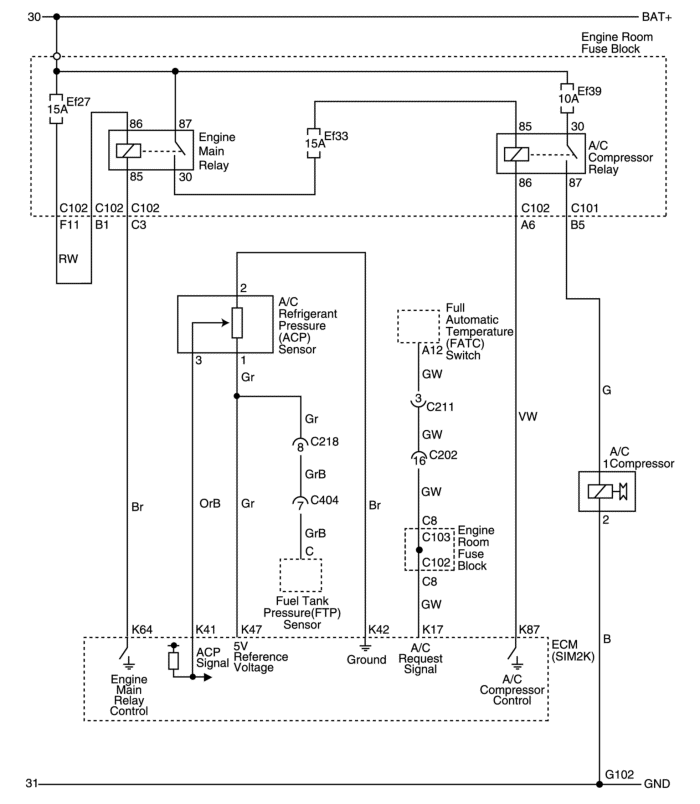 30
BAT+
Engine Room
Fuse Block
Ef27
15A
Ef39
10A
86
87
Engine
Main
Relay
Ef33
15A
85
30
A/C
Compressor
Relay
85
30
86
87
C102
C102
C102
C102
C101
F11
B1
C3
A6
B5
RW
2
A/C
Refrigerant
Pressure
(ACP)
Sensor
3
1
Full
Automatic
Temperature
(FATC)
Switch
A12
Gr
GW
3
C211
G
Gr
GW
VW
8
C218
16
C202
A/C
Compressor
1
GrB
GW
Br
OrB
Gr
7
C404
Br
2
GrB
C8
C103
Engine
Room
Fuse
Block
C
C102
C8
Fuel Tank
Pressure(FTP)
Sensor
GW
K64
K41
K47
K42
K17
K87
B
ECM
(SIM2K)
ACP
Signal
5V
Reference
Voltage
Ground
A/C
Request
Signal
Engine
Main
Relay
Control
A/C
Compressor
Control
G102
31
GND